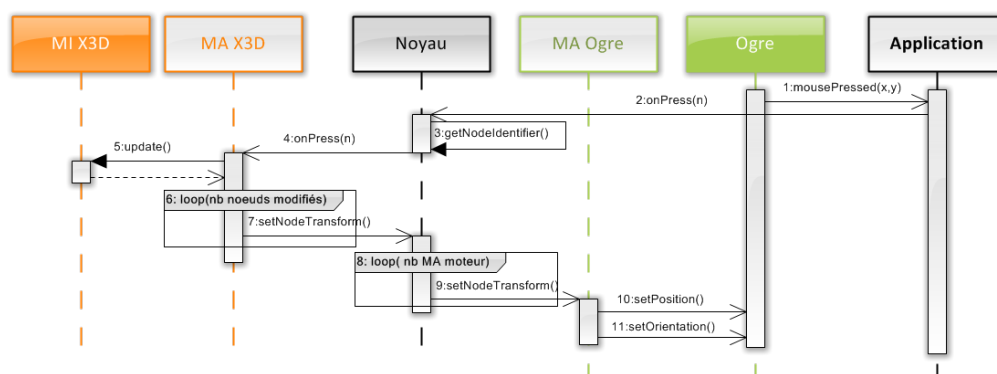 MI X3D
MA X3D
Noyau
MA Ogre
Ogre
Application
1:mousePressed(x,y)
2:onPress(n)
3:getNodeIdentifier()
4:onPress(n)
5:update()
6: loop(nb noeuds modifiés)
7:setNodeTransform()
8: loop( nb MA moteur)
9:setNodeTransform()
10:setPosition()
11:setOrientation()